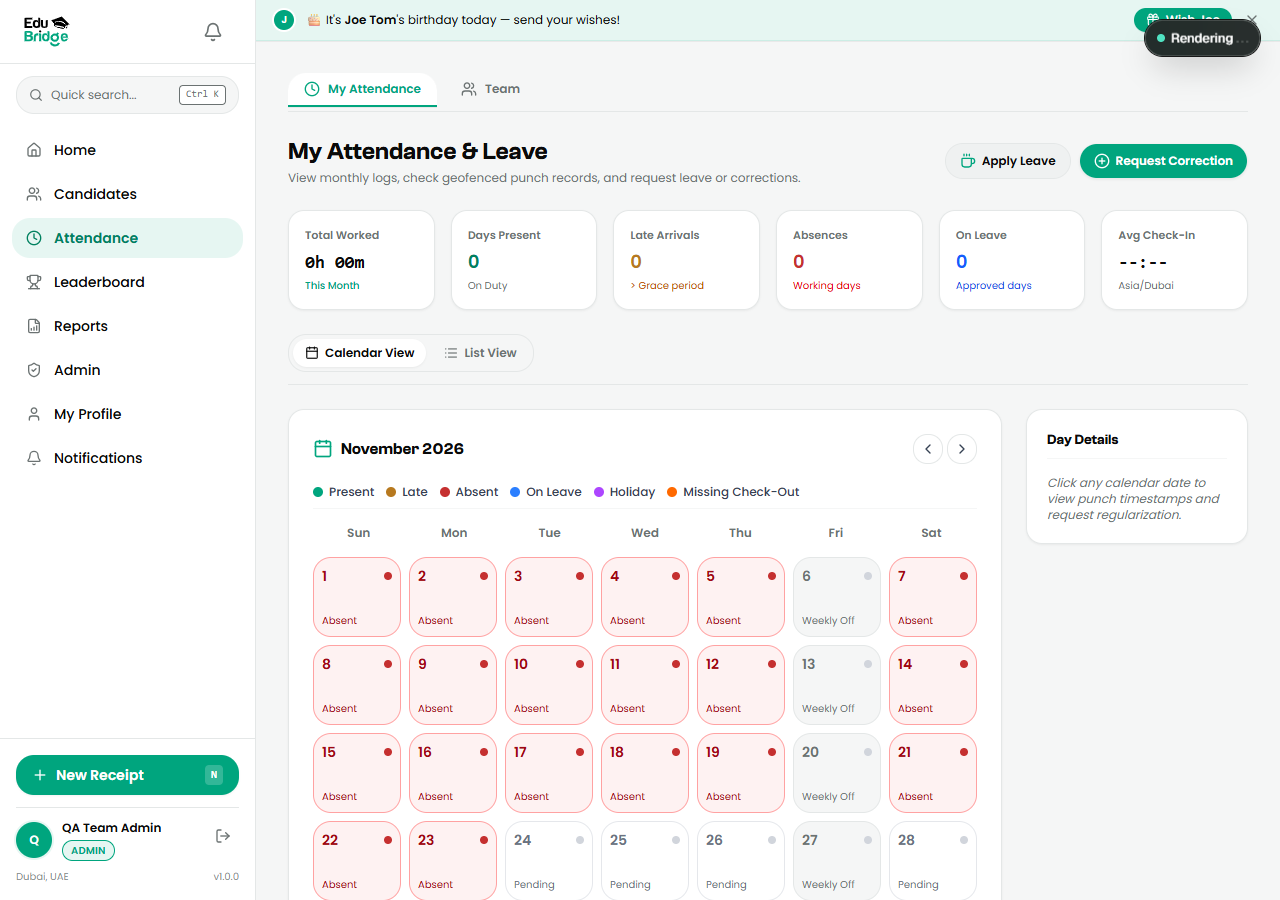 Edu
Bridge
J
It's Joe Tom's birthday today — send your wishes!
Rendering...
Quick search...
Ctrl K
Home
Candidates
Attendance
Leaderboard
Reports
Admin
My Profile
Notifications
New Receipt
N
Q
QA Team Admin
ADMIN
Dubai, UAE
v1.0.0
My Attendance
Team
My Attendance & Leave
View monthly logs, check geofenced punch records, and request leave or corrections.
Apply Leave
Request Correction
Total Worked
0h 00m
This Month
Days Present
0
On Duty
Late Arrivals
0
> Grace period
Absences
0
Working days
On Leave
0
Approved days
Avg Check-In
--:--
Asia/Dubai
Calendar View
List View
November 2026
Present Late Absent On Leave Holiday Missing Check-Out
Sun Mon Tue Wed Thu Fri Sat
1 2 3 4 5 6 7
Absent Absent Absent Absent Absent Weekly Off Absent
8 9 10 11 12 13 14
Absent Absent Absent Absent Absent Weekly Off Absent
15 16 17 18 19 20 21
Absent Absent Absent Absent Absent Weekly Off Absent
22 23 24 25 26 27 28
Absent Absent Pending Pending Pending Weekly Off Pending
Day Details
Click any calendar date to
view punch timestamps and
request regularization.